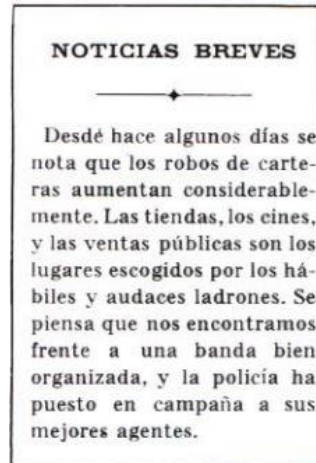 NOTICIAS BREVES
Desdé hace algunos días se
nota que los robos de carte-
ras aumentan considerable-
mente. Las tiendas, los cines,
y las ventas públicas son los
lugares escogidos por los há-
biles y audaces ladrones. Se
piensa que nos encontramos
frente a una banda bien
organizada, y la policía ha
puesto en campaña a sus
mejores agentes.